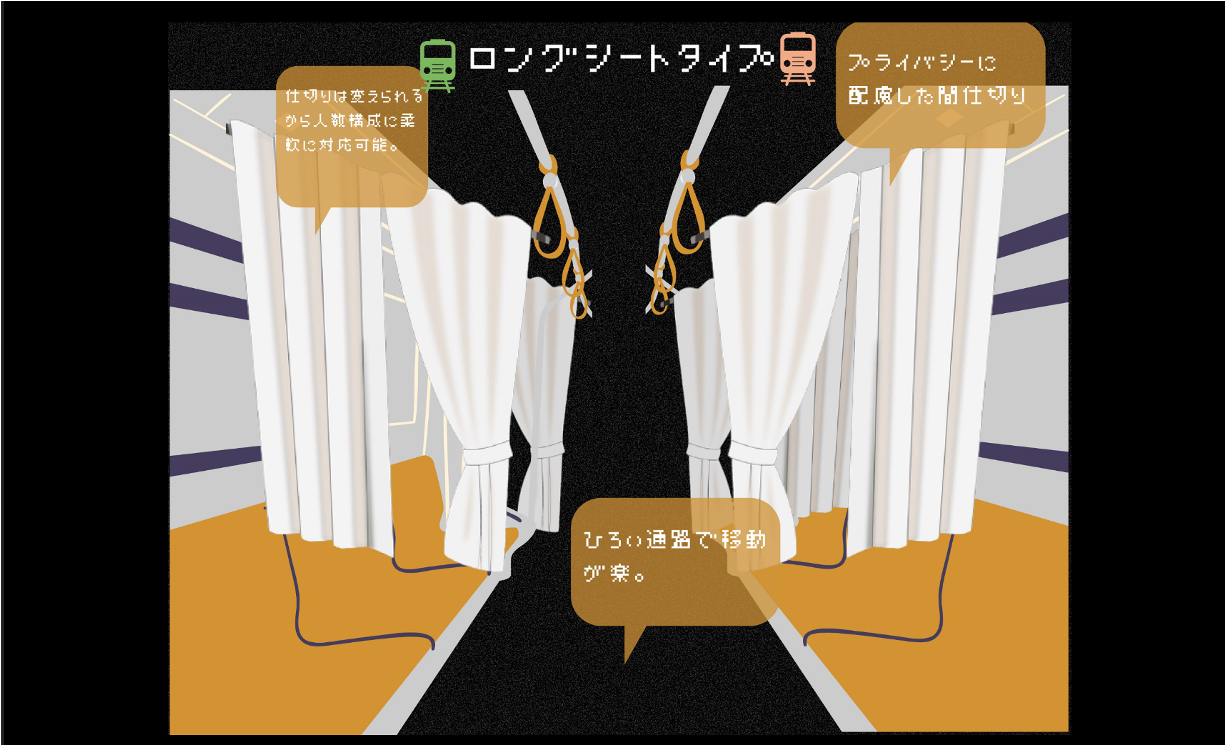 ロングシートタイプ
仕切りは変えられる
から人数構成に柔
軟に対応可能。
プライバシーに
配慮した間仕切り
ひろい通路で移動
が楽。